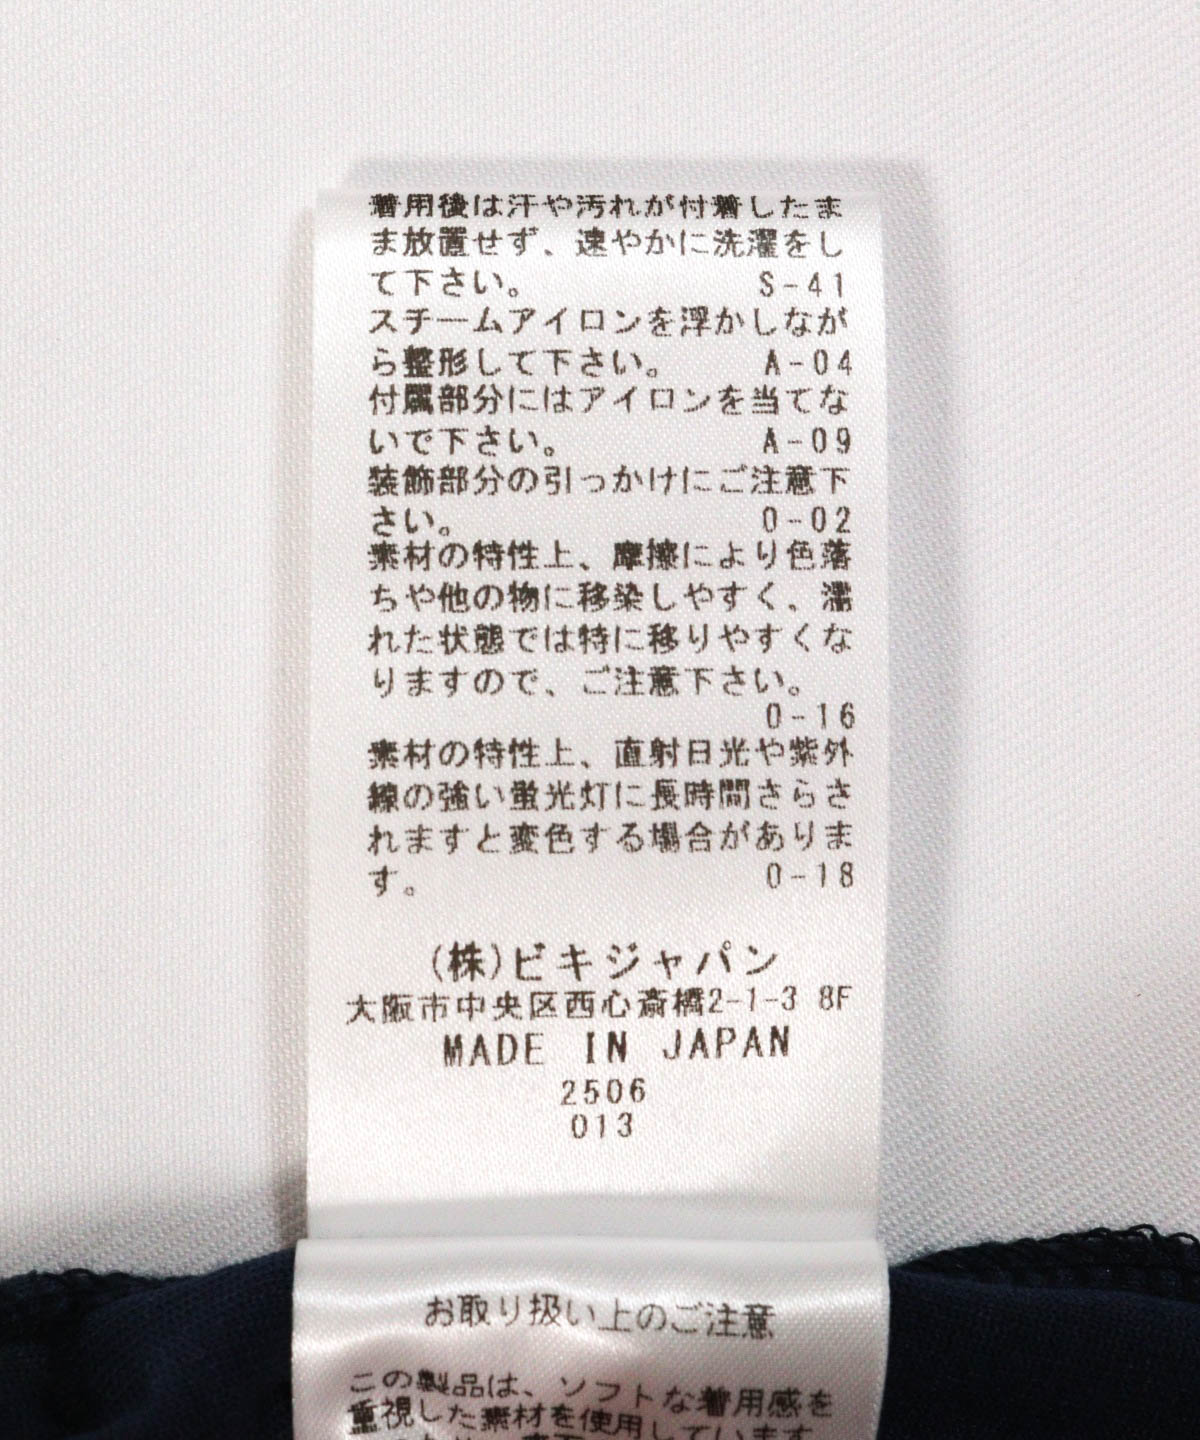 着用後は汗や汚れが付着したま
ま放置せず、速やかに洗濯をし
て下さい。 S-41
スチームアイロンを浮かしなが
ら整形して下さい。 A-04
付属部分にはアイロンを当てな
いで下さい。 A-09
装飾部分の引っかけにご注意下
さい。 0-02
素材の特性上、摩擦により色落
ちや他の物に移染しやすく、濡
れた状態では特に移りやすくな
りますので、ご注意下さい。
0-16
素材の特性上、直射日光や紫外
線の強い蛍光灯に長時間さらさ
れますと変色する場合がありま
す。 0-18
(株)ビキジャパン
大阪市中央区西心斎橋2-1-3 8F
MADE IN JAPAN
2506
013
お取り扱い上のご注意
この製品は、ソフトな着用感を
重視した素材を使用しています